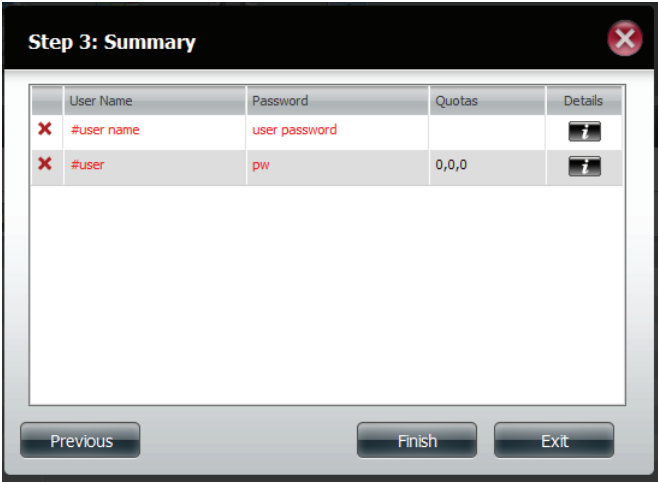 Step 3: Summary
User Name Password Quotas Details
#user name user password
#user pw 0,0,0
Previous Finish Exit